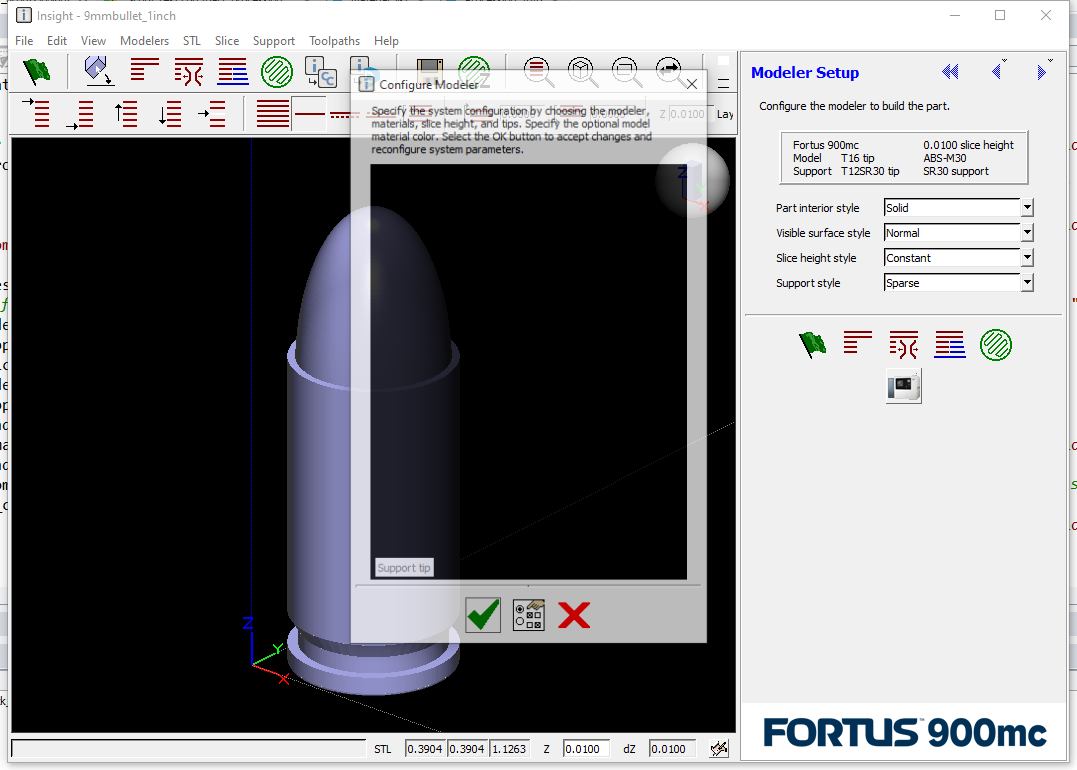 Insight - 9mmbullet_1inch
File Edit View Modelers STL Slice Support Toolpaths Help
Configure Modeler
Specify the system configuration by choosing the modeler,
materials, slice height, and tips. Specify the optional model
material color. Select the OK button to accept changes and
reconfigure system parameters.
Z 0.0100 Lay
Z
Support tip
Z
Y
X
STL 0.3904 0.3904 1.1263 Z 0.0100 dZ 0.0100
Modeler Setup
Configure the modeler to build the part.
Fortus 900mc 0.0100 slice height
Model T16 tip ABS-M30
Support T12SR30 tip SR30 support
Part interior style Solid
Visible surface style Normal
Slice height style Constant
Support style Sparse
FORTUS™ 900mc